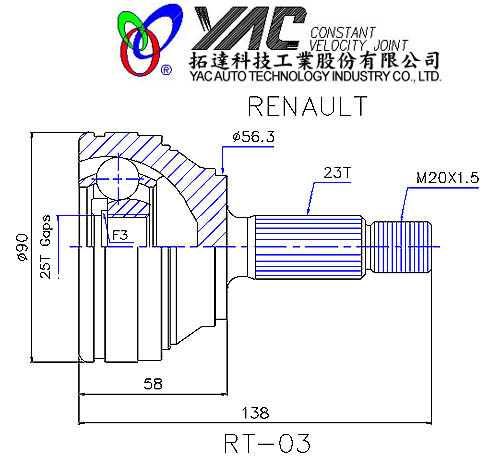 YAC CONSTANT
VELOCITY JOINT
®
拓達科技工業股份有限公司
YAC AUTO TECHNOLOGY INDUSTRY CO., LTD.
RENAULT
ø56.3
23T
M20X1.5
ø90
25T Gaps
F3
58
138
RT-03